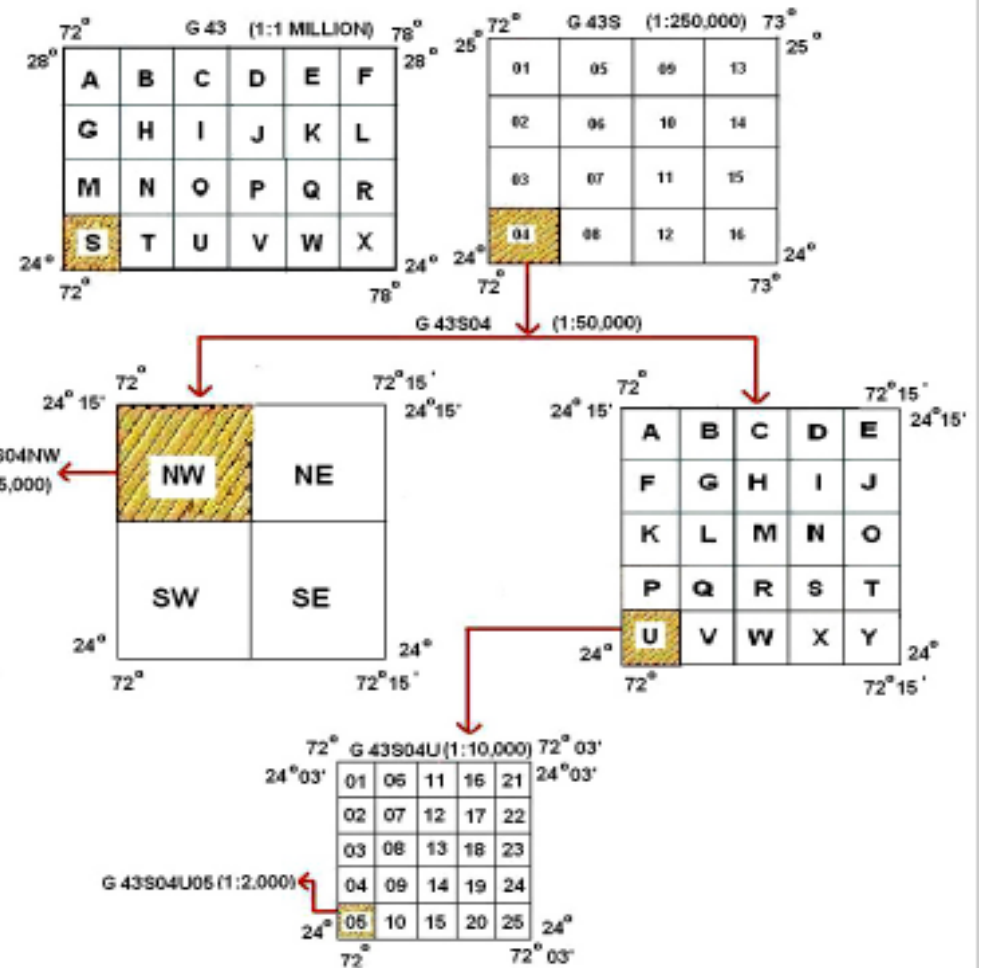 72° G 43 (1:1 MILLION) 78°
28° 28°
A B C D E F
G H I J K L
M N O P Q R
S T U V W X
24° 24°
72° 78°
72° G 43S (1:250,000) 73°
25° 25°
01 05 09 13
02 06 10 14
03 07 11 15
04 08 12 16
24° 24°
72° 73°
G 43S04 (1:50,000)
72° 72°15'
24° 15' 24°15'
NW NE
SW SE
24° 24°
72° 72°15'
S04NW
5,000)
72° 72°15'
24° 15' 24°15'
A B C D E
F G H I J
K L M N O
P Q R S T
U V W X Y
24° 24°
72° 72°15'
72° G 43S04U (1:10,000) 72° 03'
24°03' 24°03'
01 06 11 16 21
02 07 12 17 22
03 08 13 18 23
04 09 14 19 24
05 10 15 20 25
G 43S04U05 (1:2,000)
24° 24°
72° 72° 03'